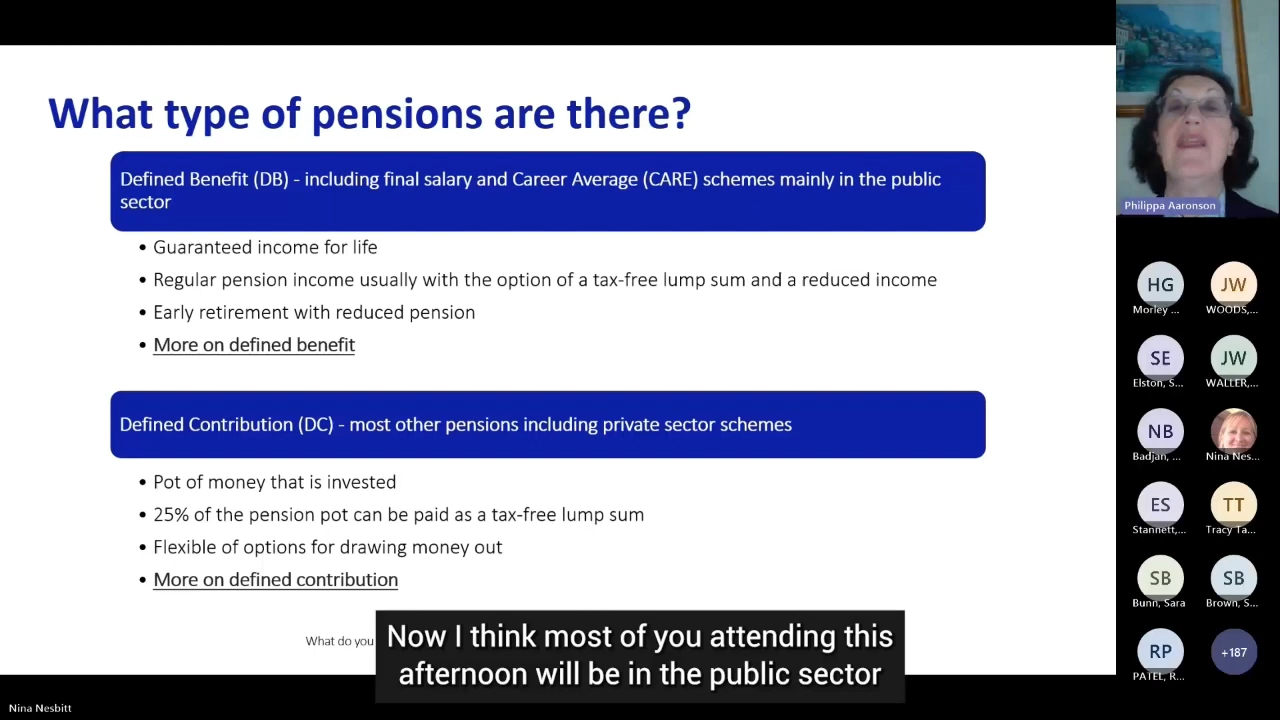 What type of pensions are there?
Defined Benefit (DB) - including final salary and Career Average (CARE) schemes mainly in the public
sector
• Guaranteed income for life
• Regular pension income usually with the option of a tax-free lump sum and a reduced income
• Early retirement with reduced pension
• More on defined benefit
Defined Contribution (DC) - most other pensions including private sector schemes
• Pot of money that is invested
• 25% of the pension pot can be paid as a tax-free lump sum
• Flexible of options for drawing money out
• More on defined contribution
What do you
Now I think most of you attending this
afternoon will be in the public sector
Nina Nesbitt
Philippa Aaronson
HG
Morley ...
JW
WOODS,...
SE
Elston, S...
JW
WALLER,...
NB
Badjan, ...
Nina Nes...
ES
Stannett,...
TT
Tracy Ta...
SB
Bunn, Sara
SB
Brown, S...
RP
PATEL, R...
+187